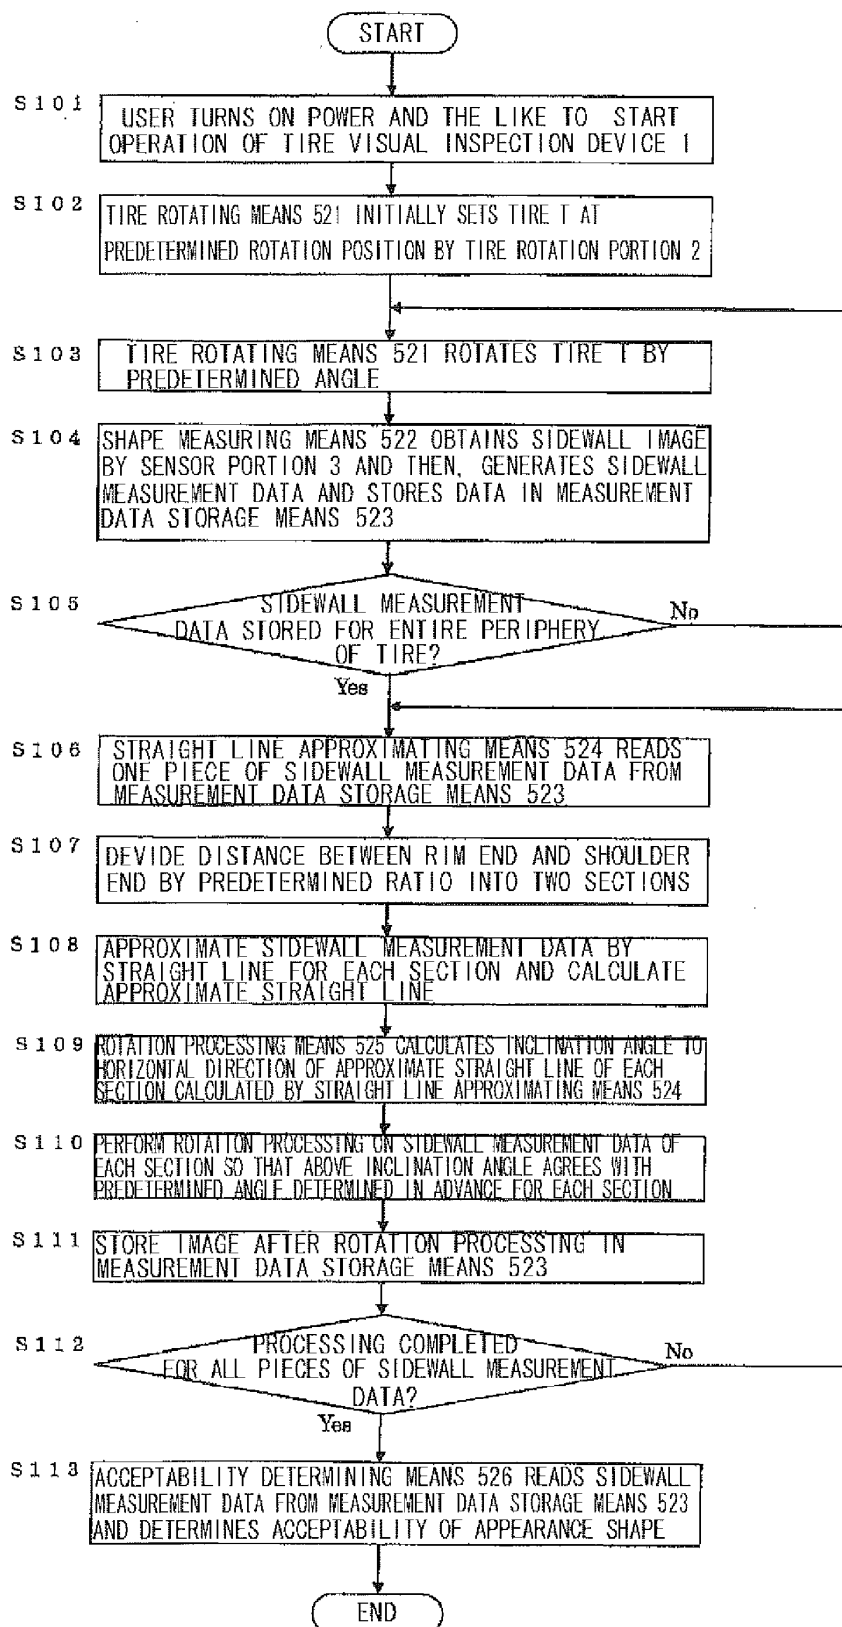 START
S101
USER TURNS ON POWER AND THE LIKE TO START
OPERATION OF TIRE VISUAL INSPECTION DEVICE 1
S102
TIRE ROTATING MEANS 521 INITIALLY SETS TIRE T AT
PREDETERMINED ROTATION POSITION BY TIRE ROTATION PORTION 2
S103
TIRE ROTATING MEANS 521 ROTATES TIRE T BY
PREDETERMINED ANGLE
S104
SHAPE MEASURING MEANS 522 OBTAINS SIDEWALL IMAGE
BY SENSOR PORTION 3 AND THEN, GENERATES SIDEWALL
MEASUREMENT DATA AND STORES DATA IN MEASUREMENT
DATA STORAGE MEANS 523
S105
SIDEWALL MEASUREMENT
DATA STORED FOR ENTIRE PERIPHERY
OF TIRE?
No
Yes
S106
STRAIGHT LINE APPROXIMATING MEANS 524 READS
ONE PIECE OF SIDEWALL MEASUREMENT DATA FROM
MEASUREMENT DATA STORAGE MEANS 523
S107
DEVIDE DISTANCE BETWEEN RIM END AND SHOULDER
END BY PREDETERMINED RATIO INTO TWO SECTIONS
S108
APPROXIMATE SIDEWALL MEASUREMENT DATA BY
STRAIGHT LINE FOR EACH SECTION AND CALCULATE
APPROXIMATE STRAIGHT LINE
S109
ROTATION PROCESSING MEANS 525 CALCULATES INCLINATION ANGLE TO
HORIZONTAL DIRECTION OF APPROXIMATE STRAIGHT LINE OF EACH
SECTION CALCULATED BY STRAIGHT LINE APPROXIMATING MEANS 524
S110
PERFORM ROTATION PROCESSING ON SIDEWALL MEASUREMENT DATA OF
EACH SECTION SO THAT ABOVE INCLINATION ANGLE AGREES WITH
PREDETERMINED ANGLE DETERMINED IN ADVANCE FOR EACH SECTION
S111
STORE IMAGE AFTER ROTATION PROCESSING IN
MEASUREMENT DATA STORAGE MEANS 523
S112
PROCESSING COMPLETED
FOR ALL PIECES OF SIDEWALL MEASUREMENT
DATA?
No
Yes
S113
ACCEPTABILITY DETERMINING MEANS 526 READS SIDEWALL
MEASUREMENT DATA FROM MEASUREMENT DATA STORAGE MEANS 523
AND DETERMINES ACCEPTABILITY OF APPEARANCE SHAPE
END